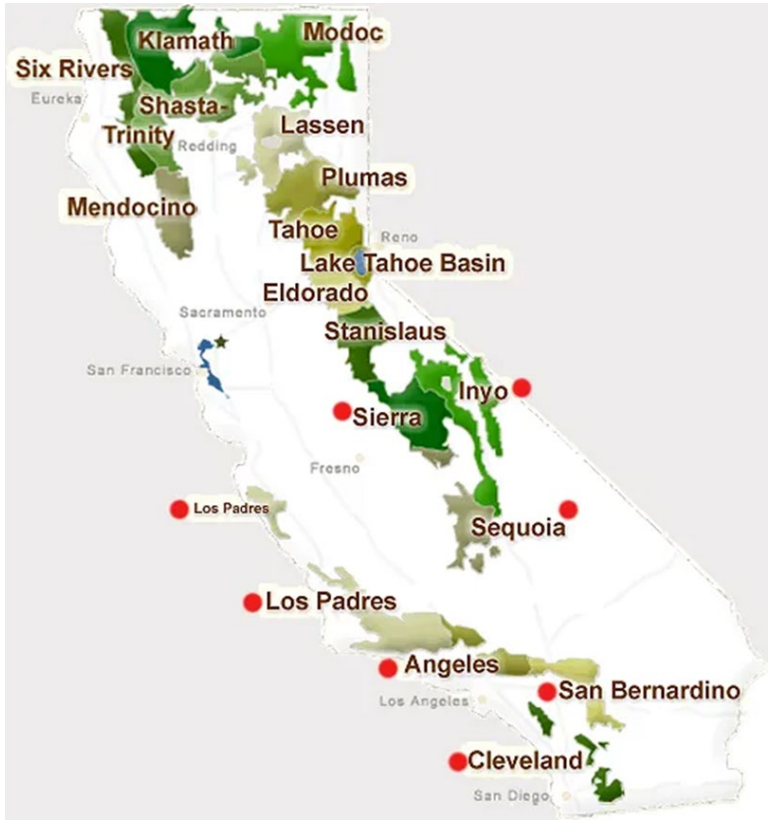 Klamath
Modoc
Six Rivers
Eureka
Shasta-
Trinity
Redding
Lassen
Plumas
Mendocino
Tahoe
Reno
Lake Tahoe Basin
Eldorado
Sacramento
Stanislaus
San Francisco
Inyo
Sierra
Fresno
Los Padres
Sequoia
Los Padres
Angeles
San Bernardino
Los Angeles
Cleveland
San Diego